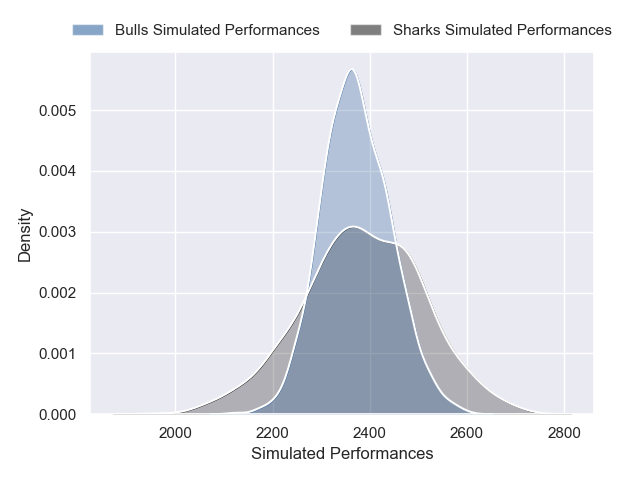 Bulls Simulated Performances Sharks Simulated Performances
0.005
0.004
0.003
0.002
0.001
0.000
Density
2000 2200 2400 2600 2800
Simulated Performances